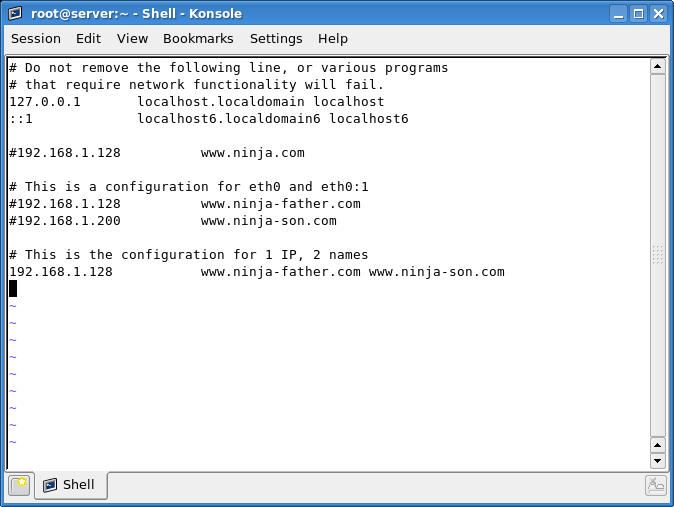 root@server:~ - Shell - Konsole
Session Edit View Bookmarks Settings Help
# Do not remove the following line, or various programs
# that require network functionality will fail.
127.0.0.1       localhost.localdomain localhost
::1             localhost6.localdomain6 localhost6
#192.168.1.128          www.ninja.com
# This is a configuration for eth0 and eth0:1
#192.168.1.128          www.ninja-father.com
#192.168.1.200          www.ninja-son.com
# This is the configuration for 1 IP, 2 names
192.168.1.128           www.ninja-father.com www.ninja-son.com
~
~
~
~
~
~
~
~
~
Shell